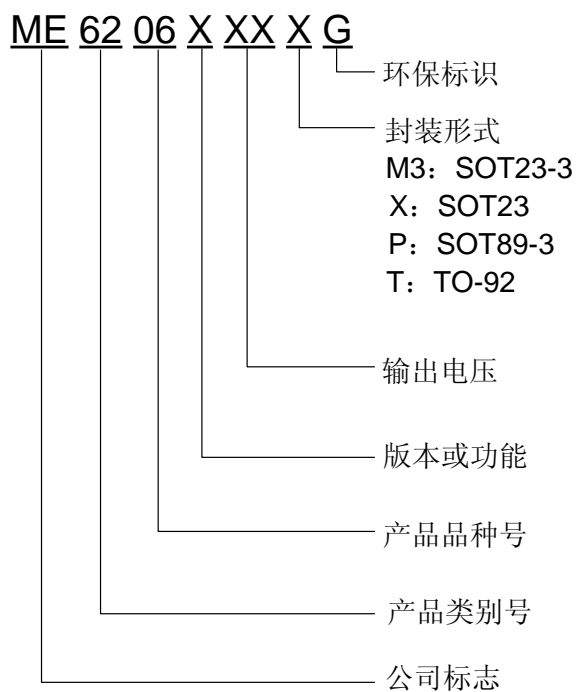 ME 62 06 X XX X G
环保标识
封装形式
M3：SOT23-3
X：SOT23
P：SOT89-3
T：TO-92
输出电压
版本或功能
产品品种号
产品类别号
公司标志